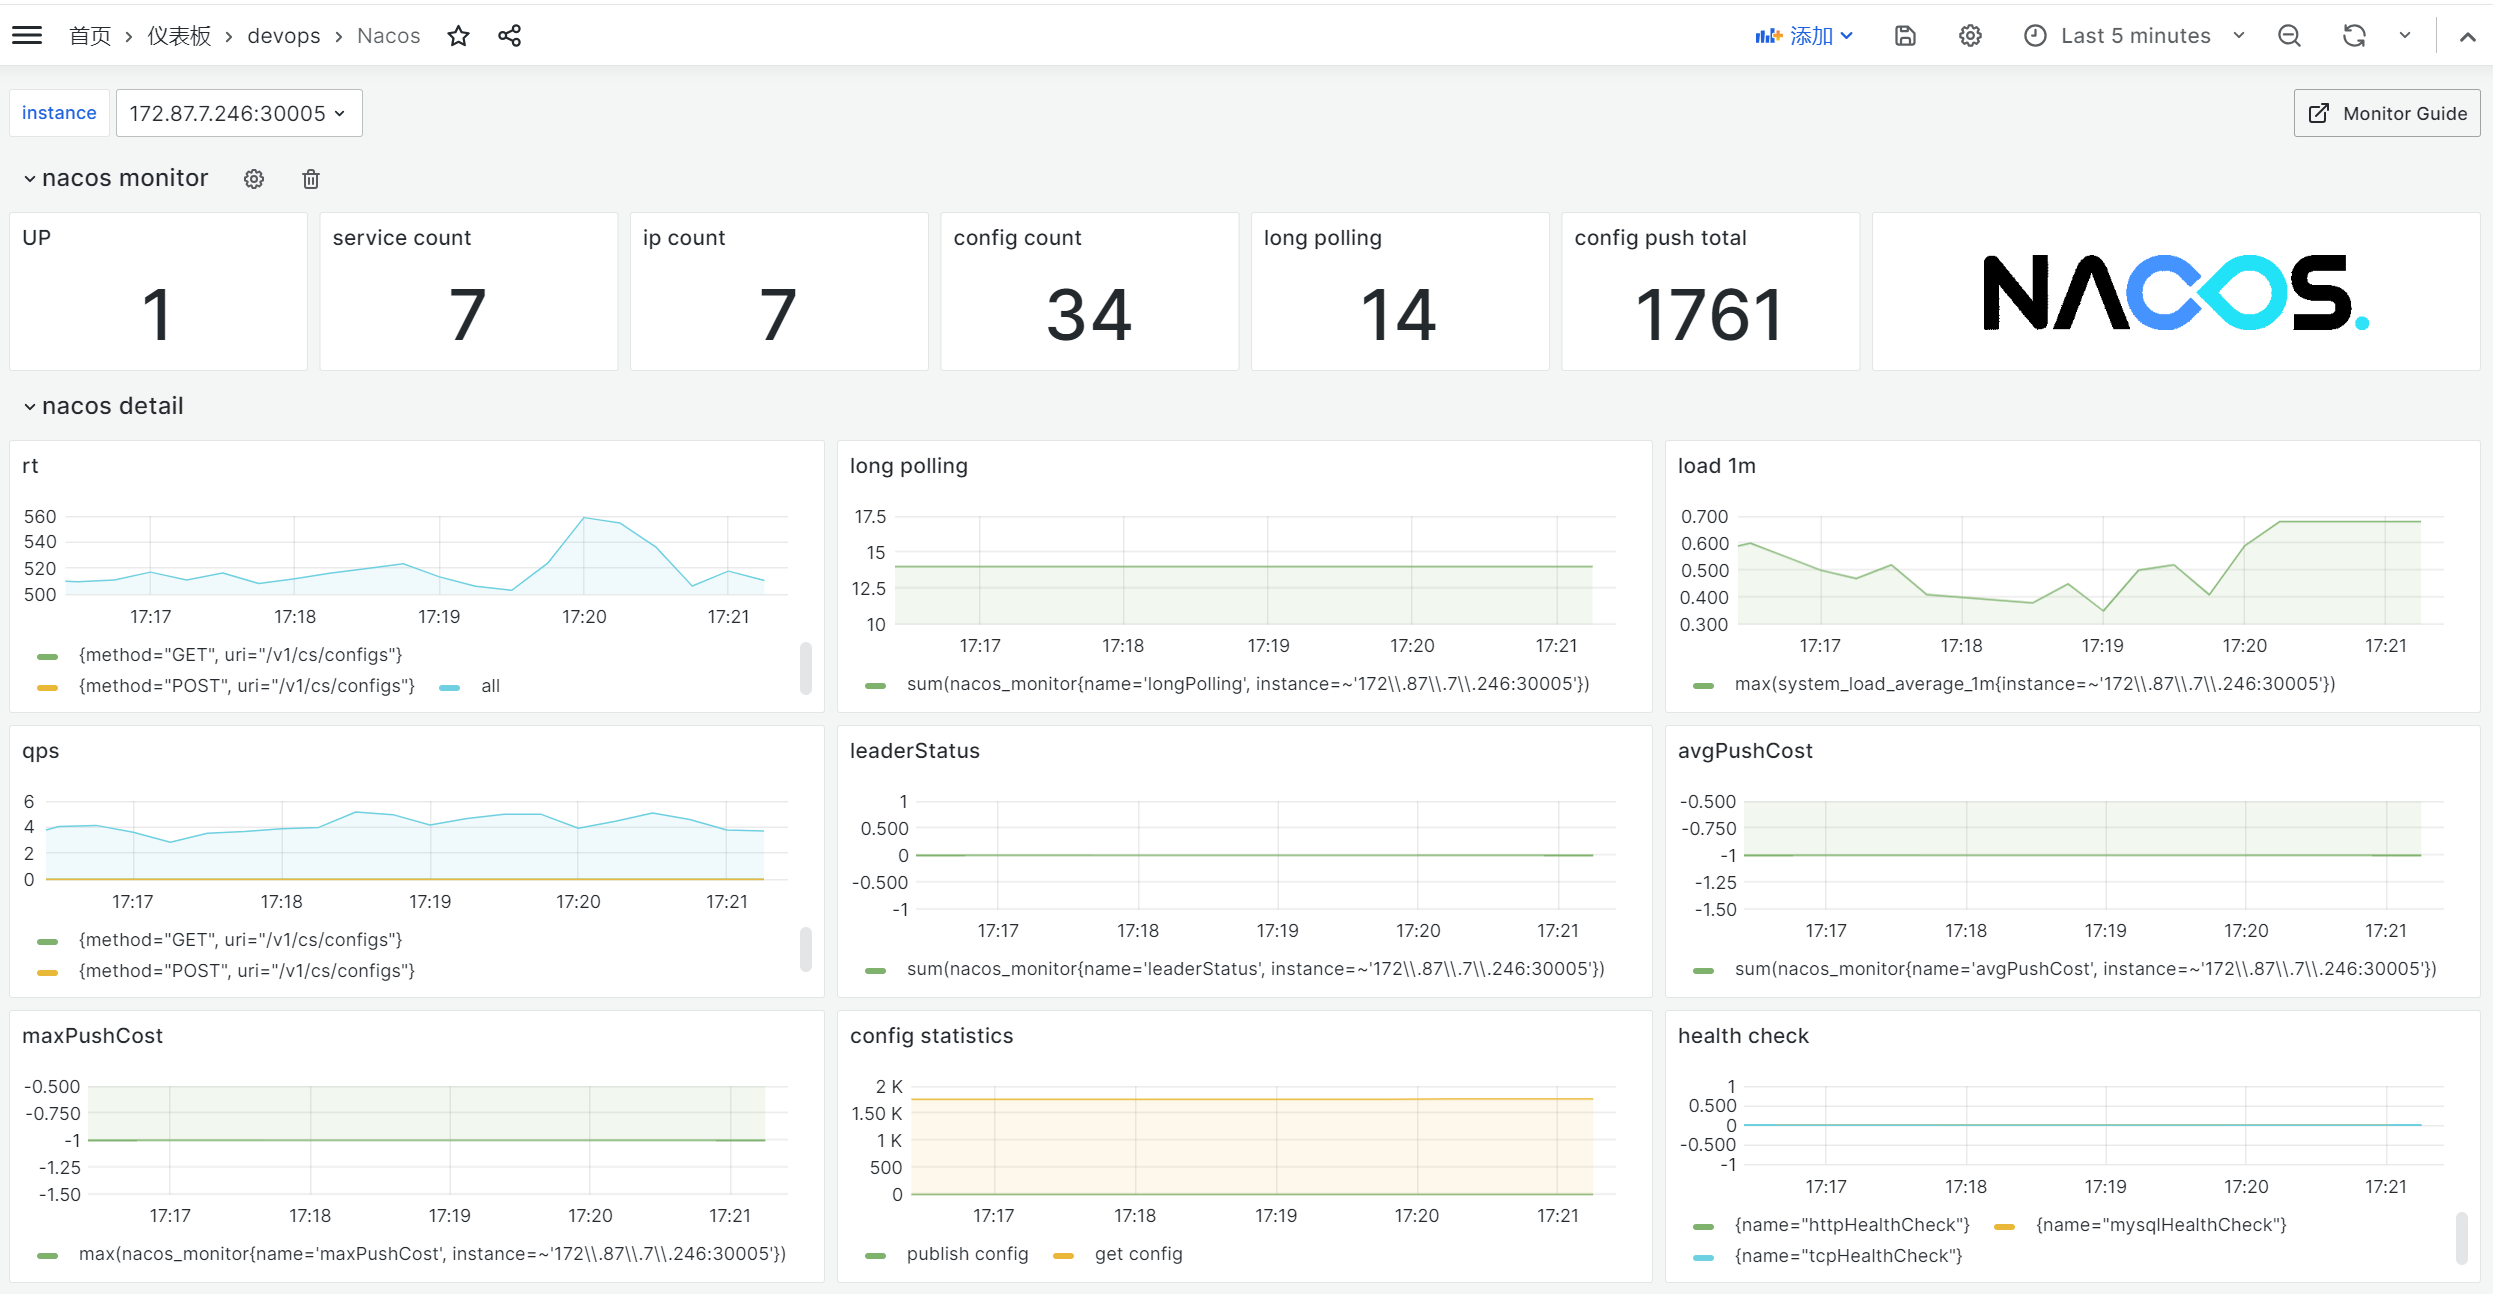 首页 › 仪表板 › devops › Nacos
添加
Last 5 minutes
instance
172.87.7.246:30005
Monitor Guide
nacos monitor
UP
1
service count
7
ip count
7
config count
34
long polling
14
config push total
1761
NACOS.
nacos detail
rt
560
540
520
500
17:17 17:18 17:19 17:20 17:21
{method="GET", uri="/v1/cs/configs"}
{method="POST", uri="/v1/cs/configs"} all
long polling
17.5
15
12.5
10
17:17 17:18 17:19 17:20 17:21
sum(nacos_monitor{name='longPolling', instance=~'172\\.87\\.7\\.246:30005'})
load 1m
0.700
0.600
0.500
0.400
0.300
17:17 17:18 17:19 17:20 17:21
max(system_load_average_1m{instance=~'172\\.87\\.7\\.246:30005'})
qps
6
4
2
0
17:17 17:18 17:19 17:20 17:21
{method="GET", uri="/v1/cs/configs"}
{method="POST", uri="/v1/cs/configs"}
leaderStatus
1
0.500
0
-0.500
-1
17:17 17:18 17:19 17:20 17:21
sum(nacos_monitor{name='leaderStatus', instance=~'172\\.87\\.7\\.246:30005'})
avgPushCost
-0.500
-0.750
-1
-1.25
-1.50
17:17 17:18 17:19 17:20 17:21
sum(nacos_monitor{name='avgPushCost', instance=~'172\\.87\\.7\\.246:30005'})
maxPushCost
-0.500
-0.750
-1
-1.25
-1.50
17:17 17:18 17:19 17:20 17:21
max(nacos_monitor{name='maxPushCost', instance=~'172\\.87\\.7\\.246:30005'})
config statistics
2 K
1.50 K
1 K
500
0
17:17 17:18 17:19 17:20 17:21
publish config get config
health check
1
0.500
0
-0.500
-1
17:17 17:18 17:19 17:20 17:21
{name="httpHealthCheck"} {name="mysqlHealthCheck"}
{name="tcpHealthCheck"}